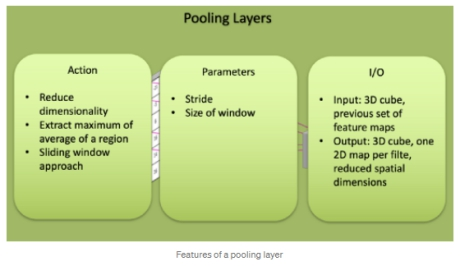 Pooling Layers
Action
• Reduce
dimensionality
• Extract maximum of
average of a region
• Sliding window
approach
Parameters
• Stride
• Size of window
I/O
• Input: 3D cube,
previous set of
feature maps
• Output: 3D cube, one
2D map per filte,
reduced spatial
dimensions
Features of a pooling layer